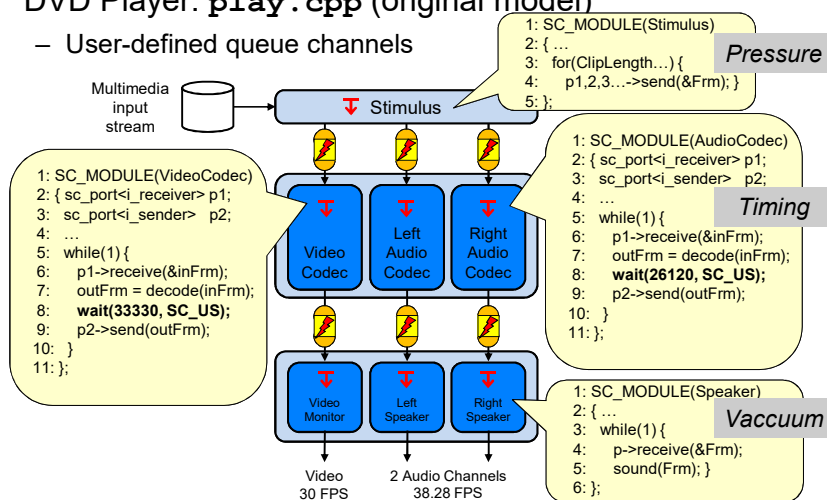 DVD Player: play.cpp (original model)
– User-defined queue channels
Multimedia
input
stream
Stimulus
1: SC_MODULE(Stimulus)
2: { …
3: for(ClipLength…) {
4: p1,2,3…->send(&Frm); }
5: };
Pressure
1: SC_MODULE(VideoCodec)
2: { sc_port<i_receiver> p1;
3: sc_port<i_sender> p2;
4: …
5: while(1) {
6: p1->receive(&inFrm);
7: outFrm = decode(inFrm);
8: wait(33330, SC_US);
9: p2->send(outFrm);
10: }
11: };
Video
Codec
Left
Audio
Codec
Right
Audio
Codec
1: SC_MODULE(AudioCodec)
2: { sc_port<i_receiver> p1;
3: sc_port<i_sender> p2;
4: …
5: while(1) {
6: p1->receive(&inFrm);
7: outFrm = decode(inFrm);
8: wait(26120, SC_US);
9: p2->send(outFrm);
10: }
11: };
Timing
Video
Monitor
Left
Speaker
Right
Speaker
1: SC_MODULE(Speaker)
2: { …
3: while(1) {
4: p->receive(&Frm);
5: sound(Frm); }
6: };
Vaccuum
Video
30 FPS
2 Audio Channels
38.28 FPS